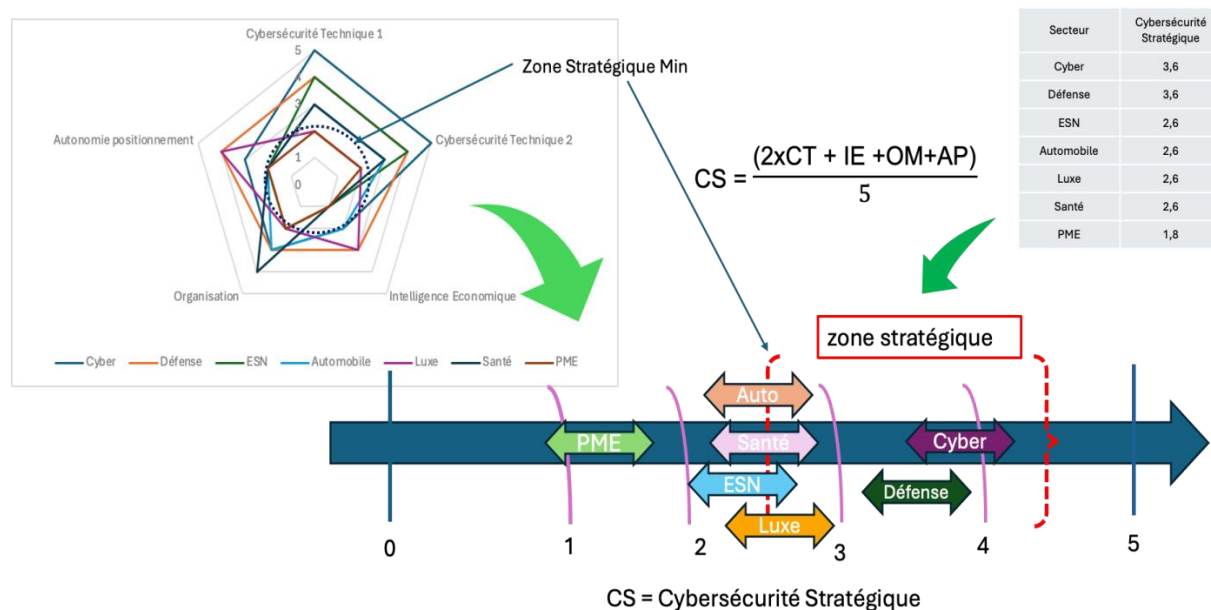 Cybersécurité Technique 1
5
4
3
1
0
Autonomie positionnement
Cybersécurité Technique 2
Organisation
Intelligence Economique
Cyber Défense ESN Automobile Luxe Santé PME
Zone Stratégique Min
CS = (2xCT + IE +OM+AP)
5
Secteur Cybersécurité
Stratégique
Cyber 3,6
Défense 3,6
ESN 2,6
Automobile 2,6
Luxe 2,6
Santé 2,6
PME 1,8
zone stratégique
Auto
PME Santé Cyber
ESN Défense
Luxe
0 1 2 3 4 5
CS = Cybersécurité Stratégique